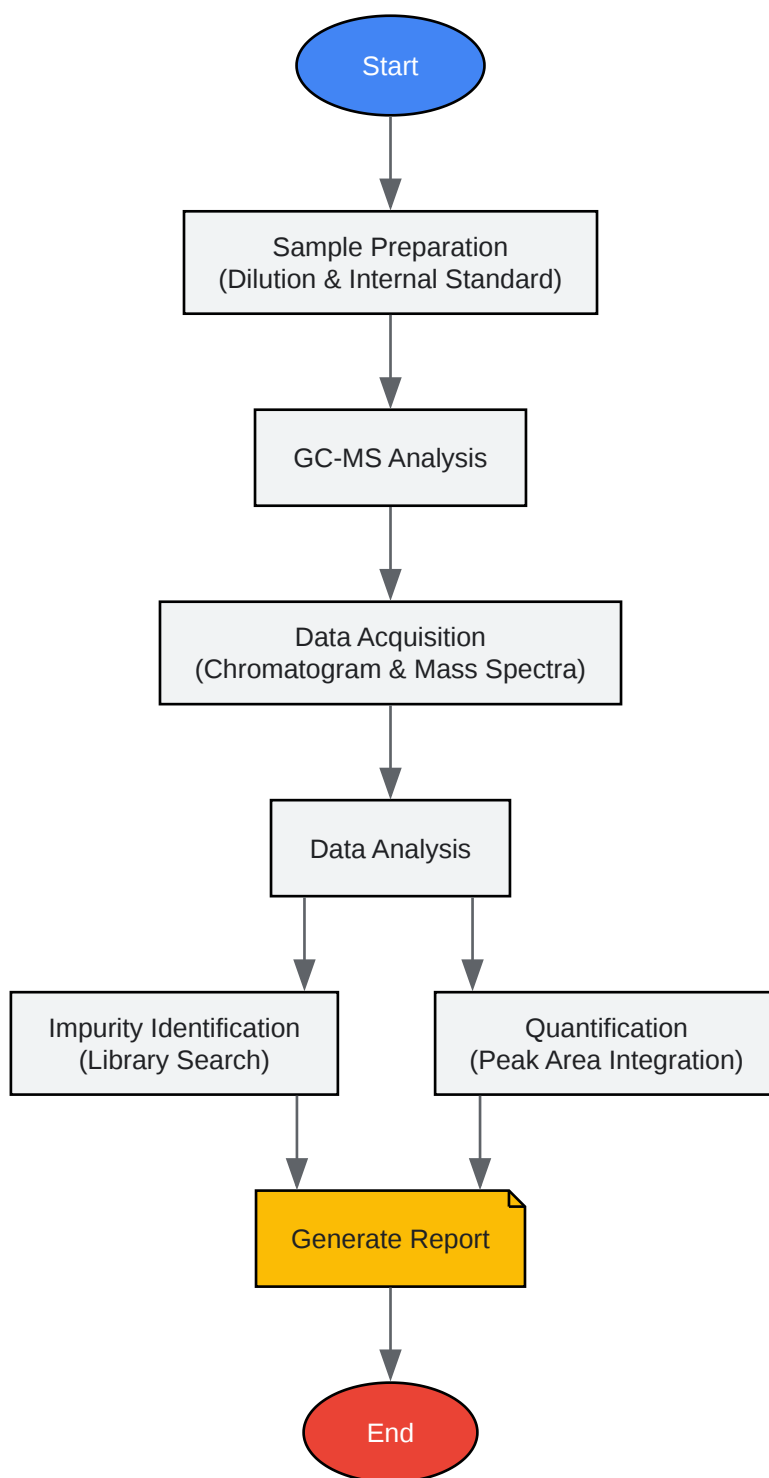 Start
Sample Preparation
(Dilution & Internal Standard)
GC-MS Analysis
Data Acquisition
(Chromatogram & Mass Spectra)
Data Analysis
Impurity Identification
(Library Search)
Quantification
(Peak Area Integration)
Generate Report
End